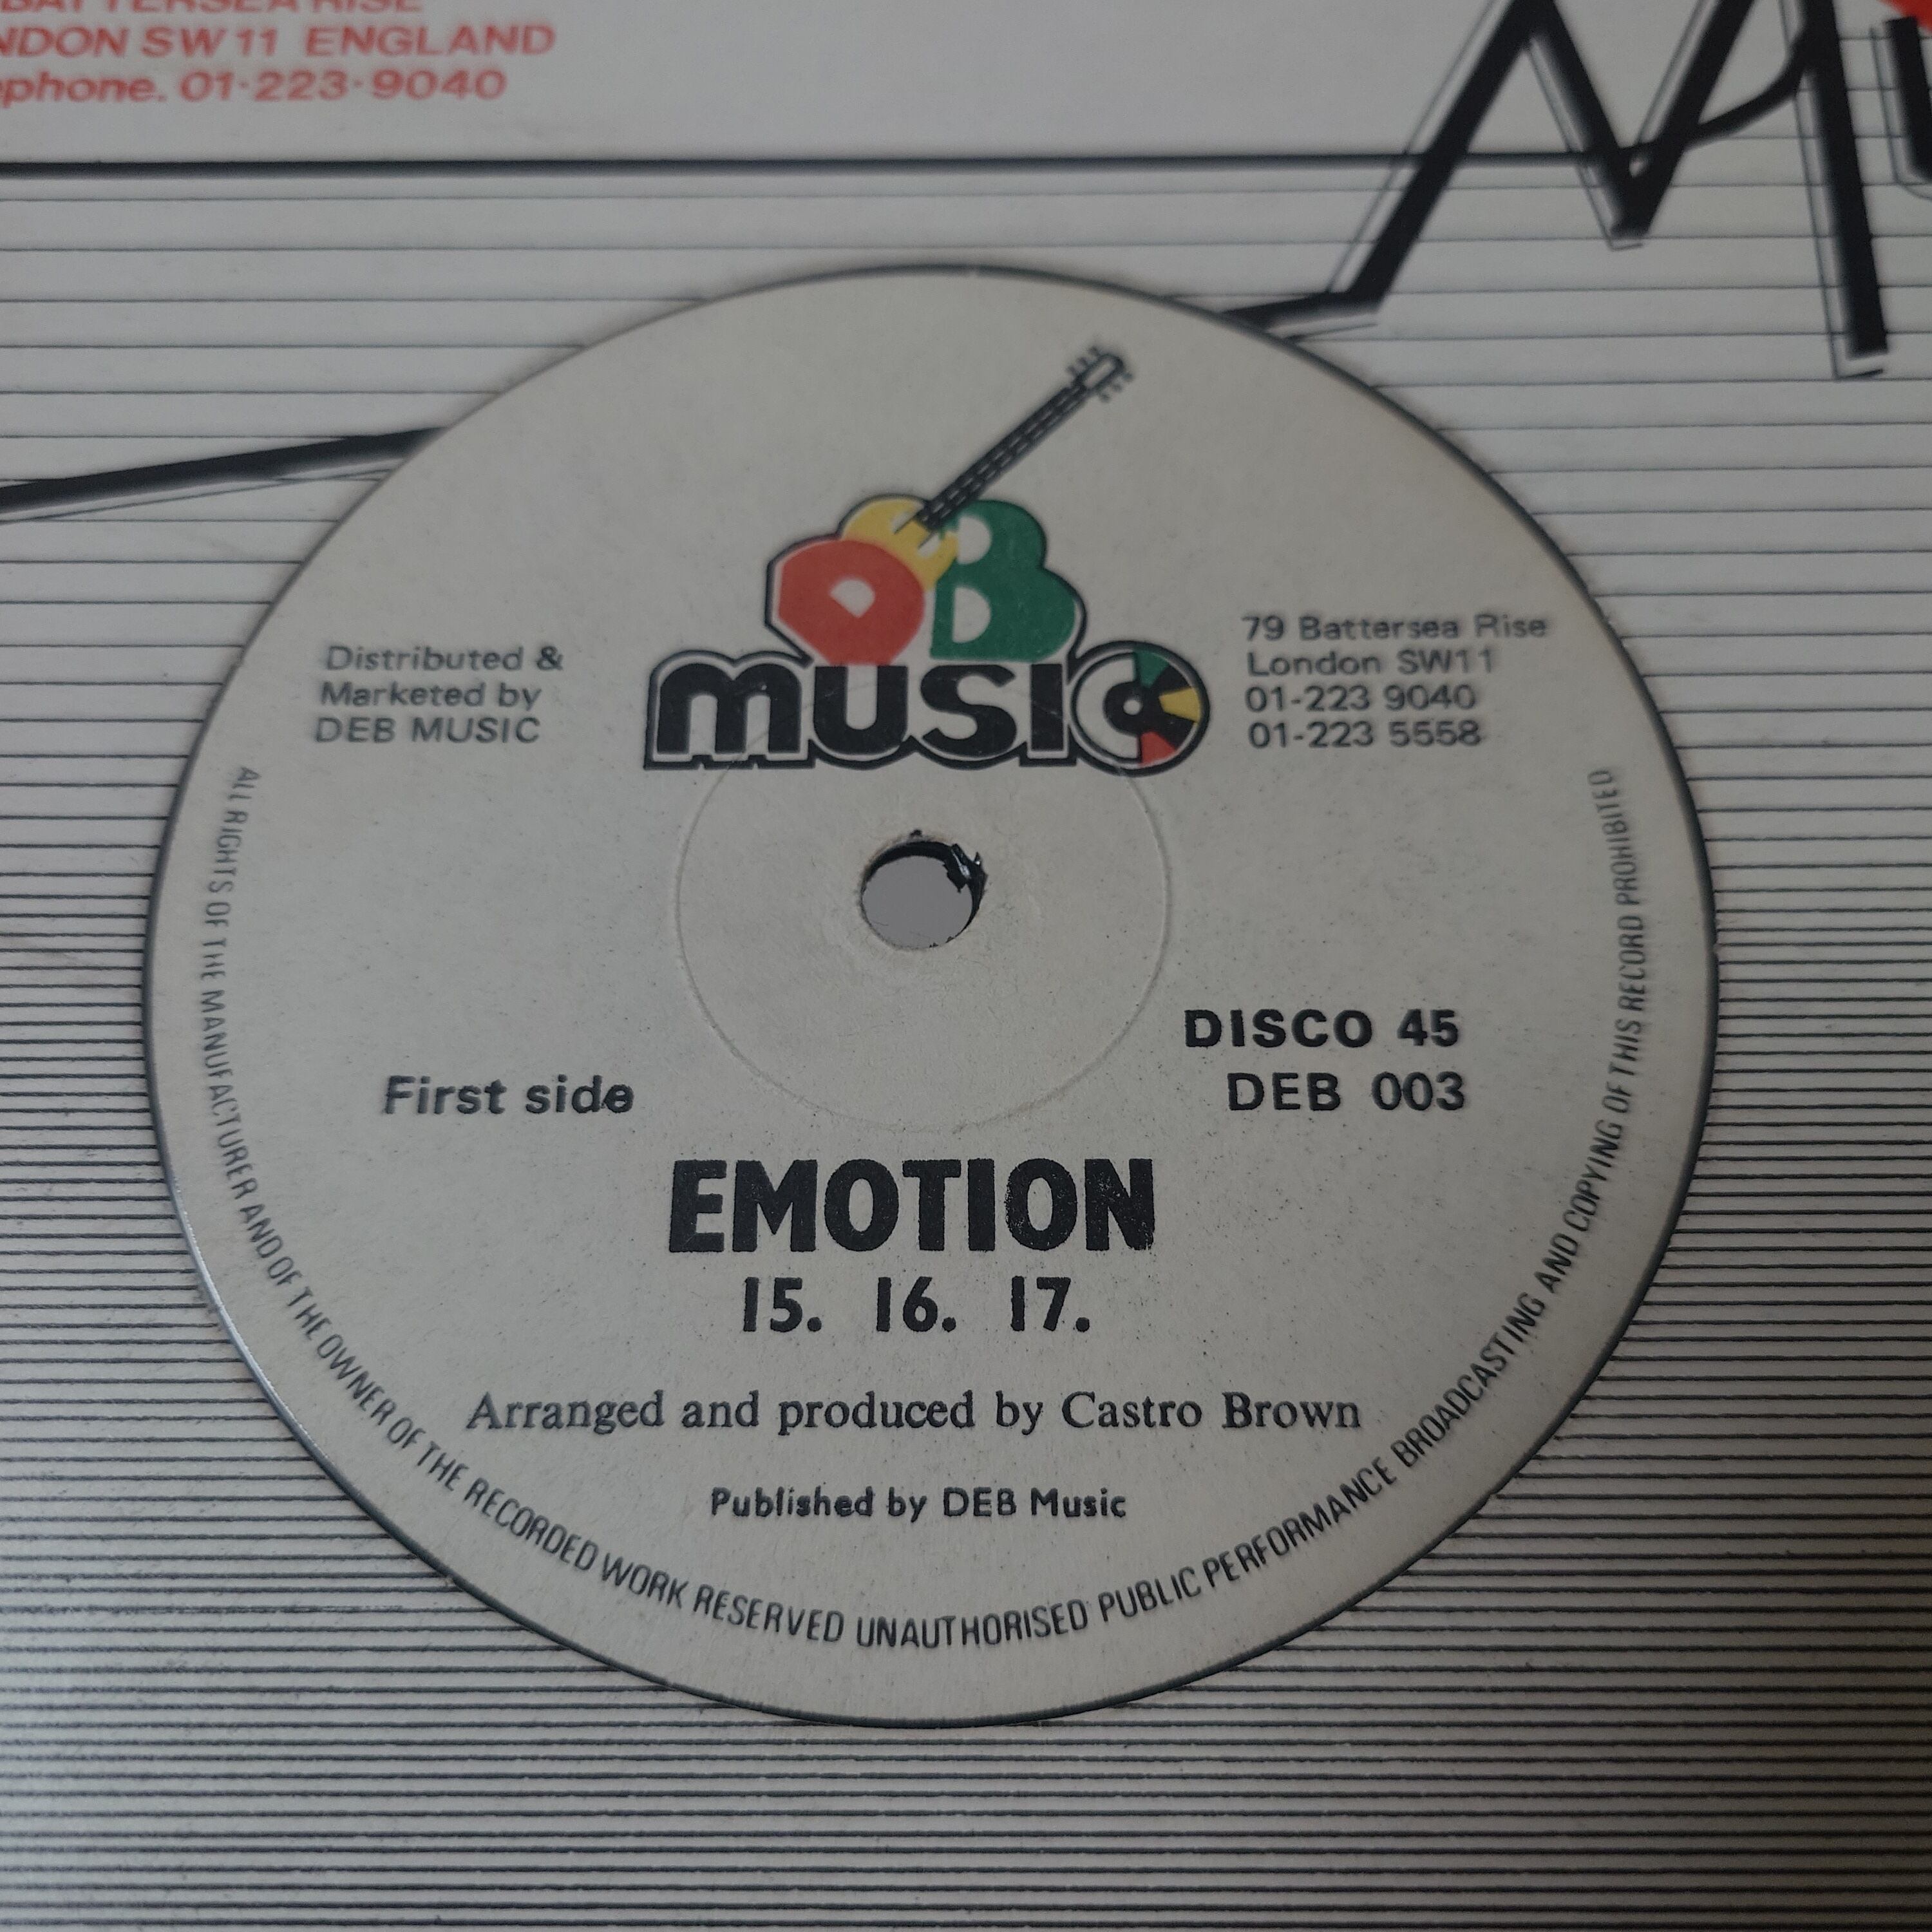 NDON SW11 ENGLAND
phone. 01·223·9040
DEB
MUSIC
Distributed &
Marketed by
DEB MUSIC
79 Battersea Rise
London SW11
01-223 9040
01-223 5558
DISCO 45
First side
DEB 003
EMOTION
15. 16. 17.
Arranged and produced by Castro Brown
Published by DEB Music
ALL RIGHTS OF THE MANUFACTURER AND OF THE OWNER OF THE RECORDED WORK RESERVED UNAUTHORISED PUBLIC PERFORMANCE BROADCASTING AND COPYING OF THIS RECORD PROHIBITED